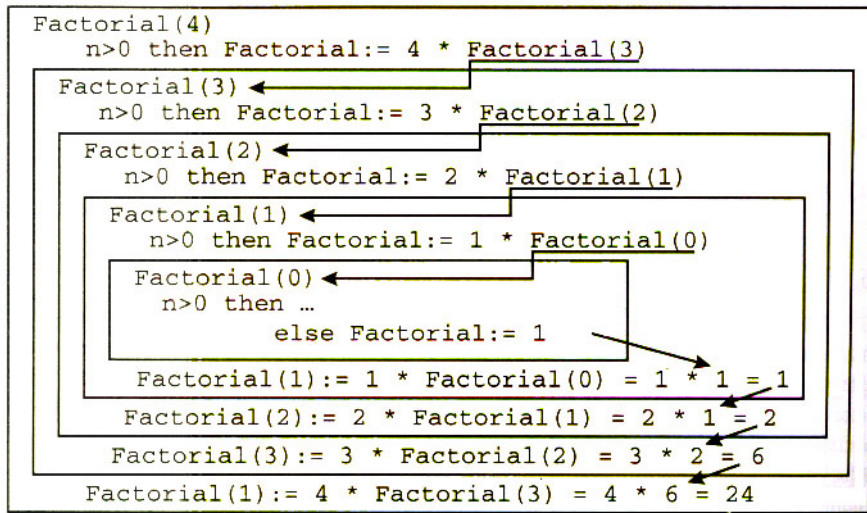 Factorial(4)
n>0 then Factorial:= 4 * Factorial(3)
Factorial(3)
n>0 then Factorial:= 3 * Factorial(2)
Factorial(2)
n>0 then Factorial:= 2 * Factorial(1)
Factorial(1)
n>0 then Factorial:= 1 * Factorial(0)
Factorial(0)
n>0 then …
else Factorial:= 1
Factorial(1):= 1 * Factorial(0) = 1 * 1 = 1
Factorial(2):= 2 * Factorial(1) = 2 * 1 = 2
Factorial(3):= 3 * Factorial(2) = 3 * 2 = 6
Factorial(1):= 4 * Factorial(3) = 4 * 6 = 24